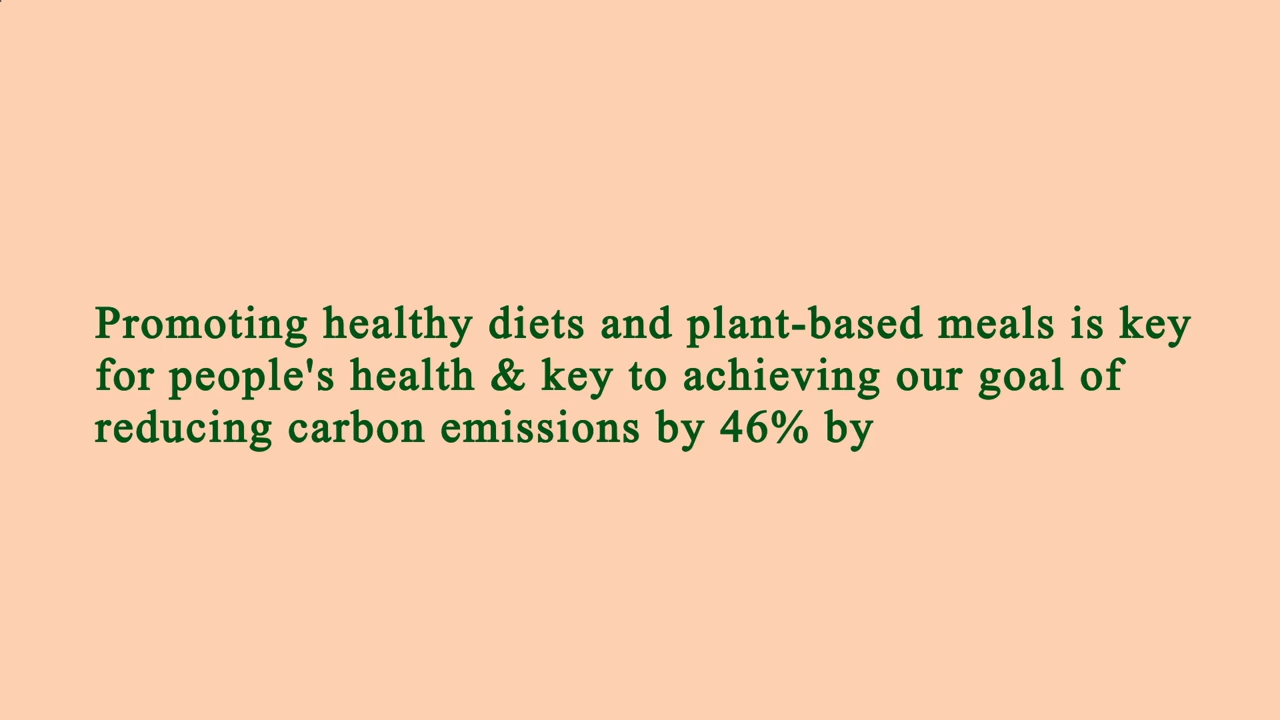 Promoting healthy diets and plant-based meals is key
for people's health & key to achieving our goal of
reducing carbon emissions by 46% by